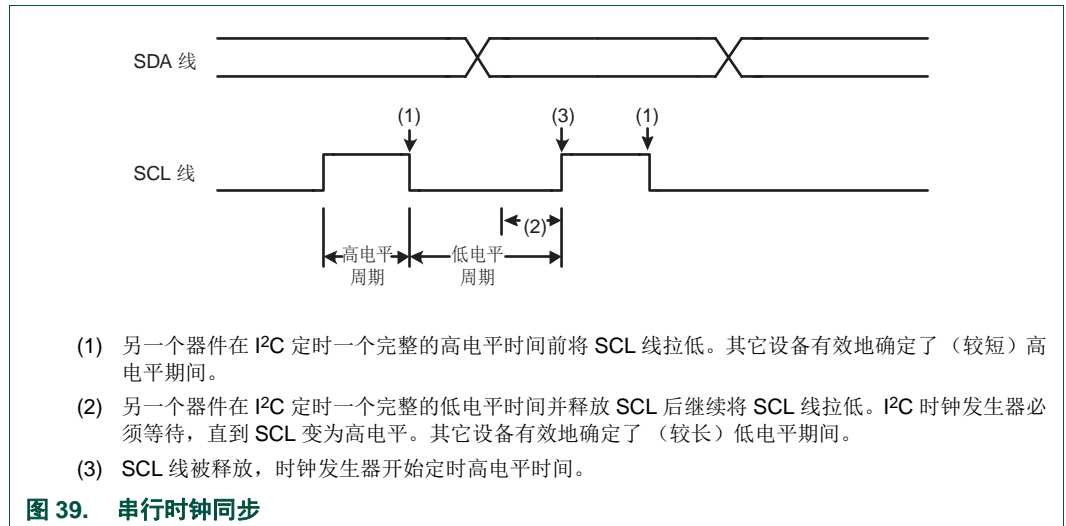 SDA 线
(1) (3) (1)
SCL 线
(2)
高电平 低电平
周期 周期
(1) 另一个器件在 I²C 定时一个完整的高电平时间前将 SCL 线拉低。其它设备有效地确定了（较短）高
电平期间。
(2) 另一个器件在 I²C 定时一个完整的低电平时间并释放 SCL 后继续将 SCL 线拉低。I²C 时钟发生器必
须等待，直到 SCL 变为高电平。其它设备有效地确定了 （较长）低电平期间。
(3) SCL 线被释放，时钟发生器开始定时高电平时间。
图 39. 串行时钟同步